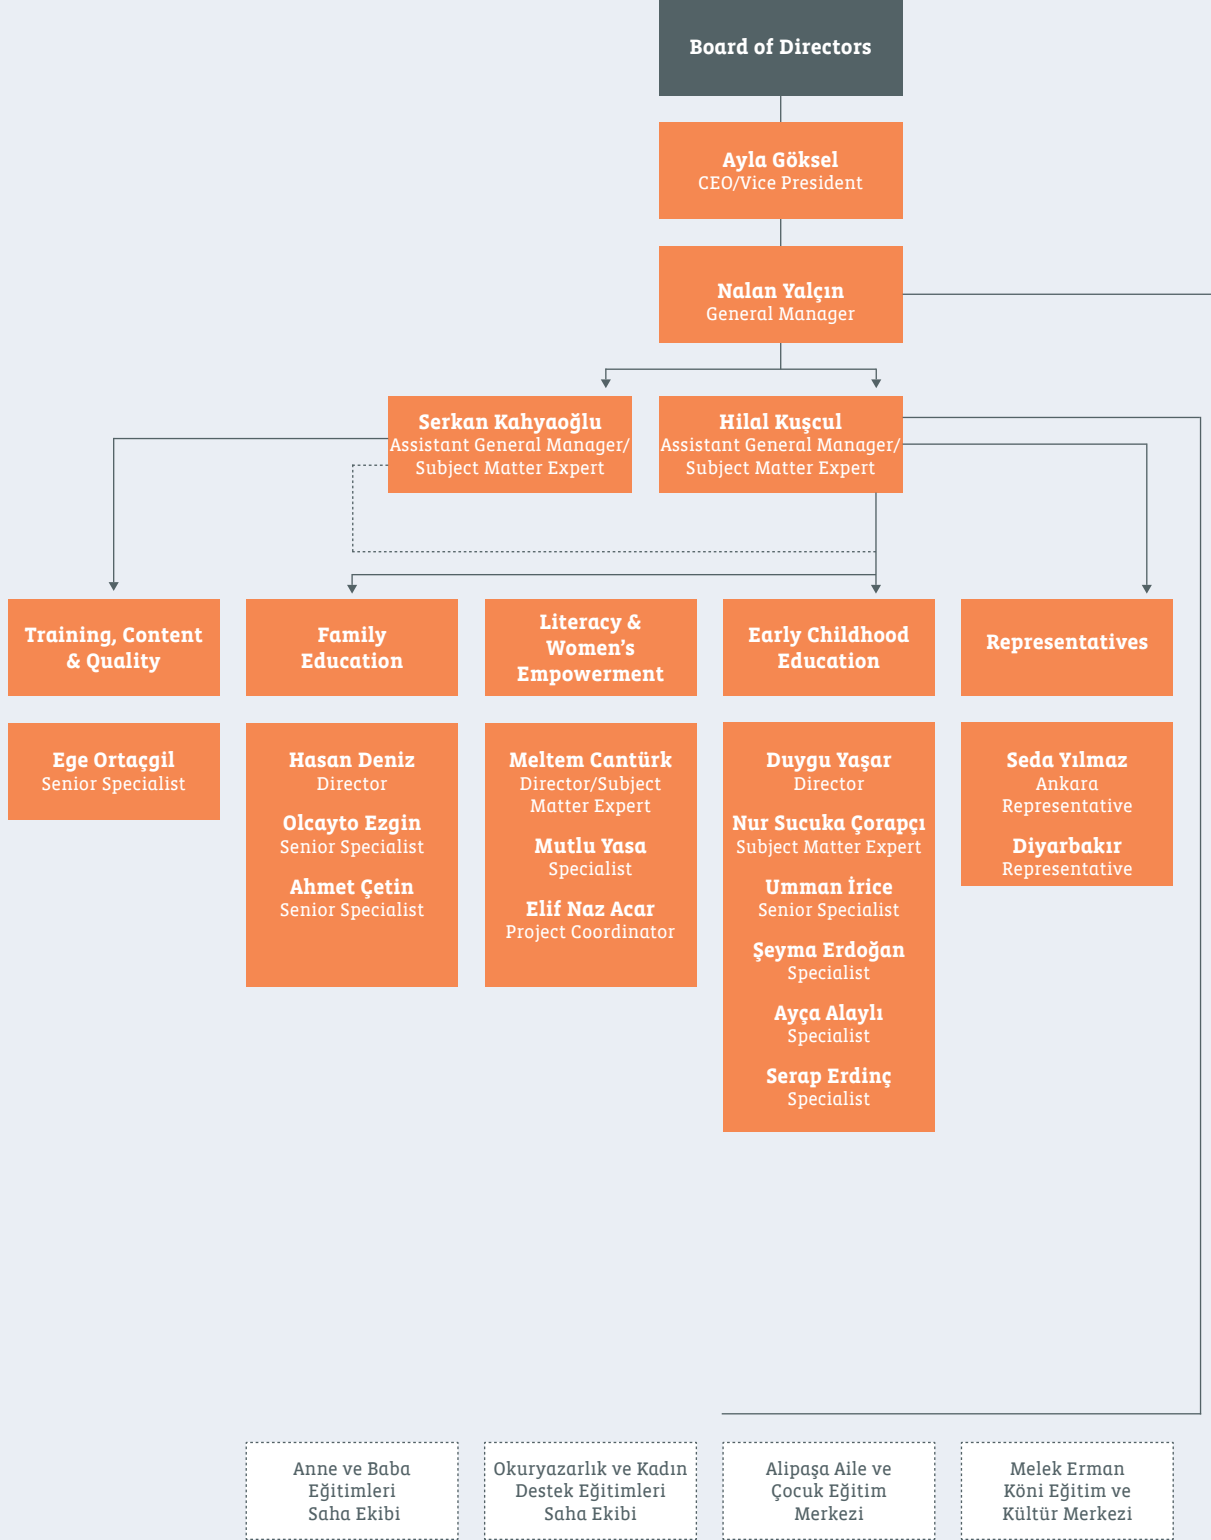 Board of Directors
Ayla Göksel
CEO/Vice President
Nalan Yalçın
General Manager
Serkan Kahyaoğlu
Assistant General Manager/
Subject Matter Expert
Hilal Kuşcul
Assistant General Manager/
Subject Matter Expert
Training, Content
& Quality
Ege Ortaçgil
Senior Specialist
Family
Education
Hasan Deniz
Director
Olcayto Ezgin
Senior Specialist
Ahmet Çetin
Senior Specialist
Literacy &
Women's
Empowerment
Meltem Cantürk
Director/Subject
Matter Expert
Mutlu Yasa
Specialist
Elif Naz Acar
Project Coordinator
Early Childhood
Education
Duygu Yaşar
Director
Nur Sucuka Çorapçı
Subject Matter Expert
Umman İrice
Senior Specialist
Şeyma Erdoğan
Specialist
Ayça Alaylı
Specialist
Serap Erdinç
Specialist
Representatives
Seda Yılmaz
Ankara
Representative
Diyarbakır
Representative
Anne ve Baba
Eğitimleri
Saha Ekibi
Okuryazarlık ve Kadın
Destek Eğitimleri
Saha Ekibi
Alipaşa Aile ve
Çocuk Eğitim
Merkezi
Melek Erman
Köni Eğitim ve
Kültür Merkezi